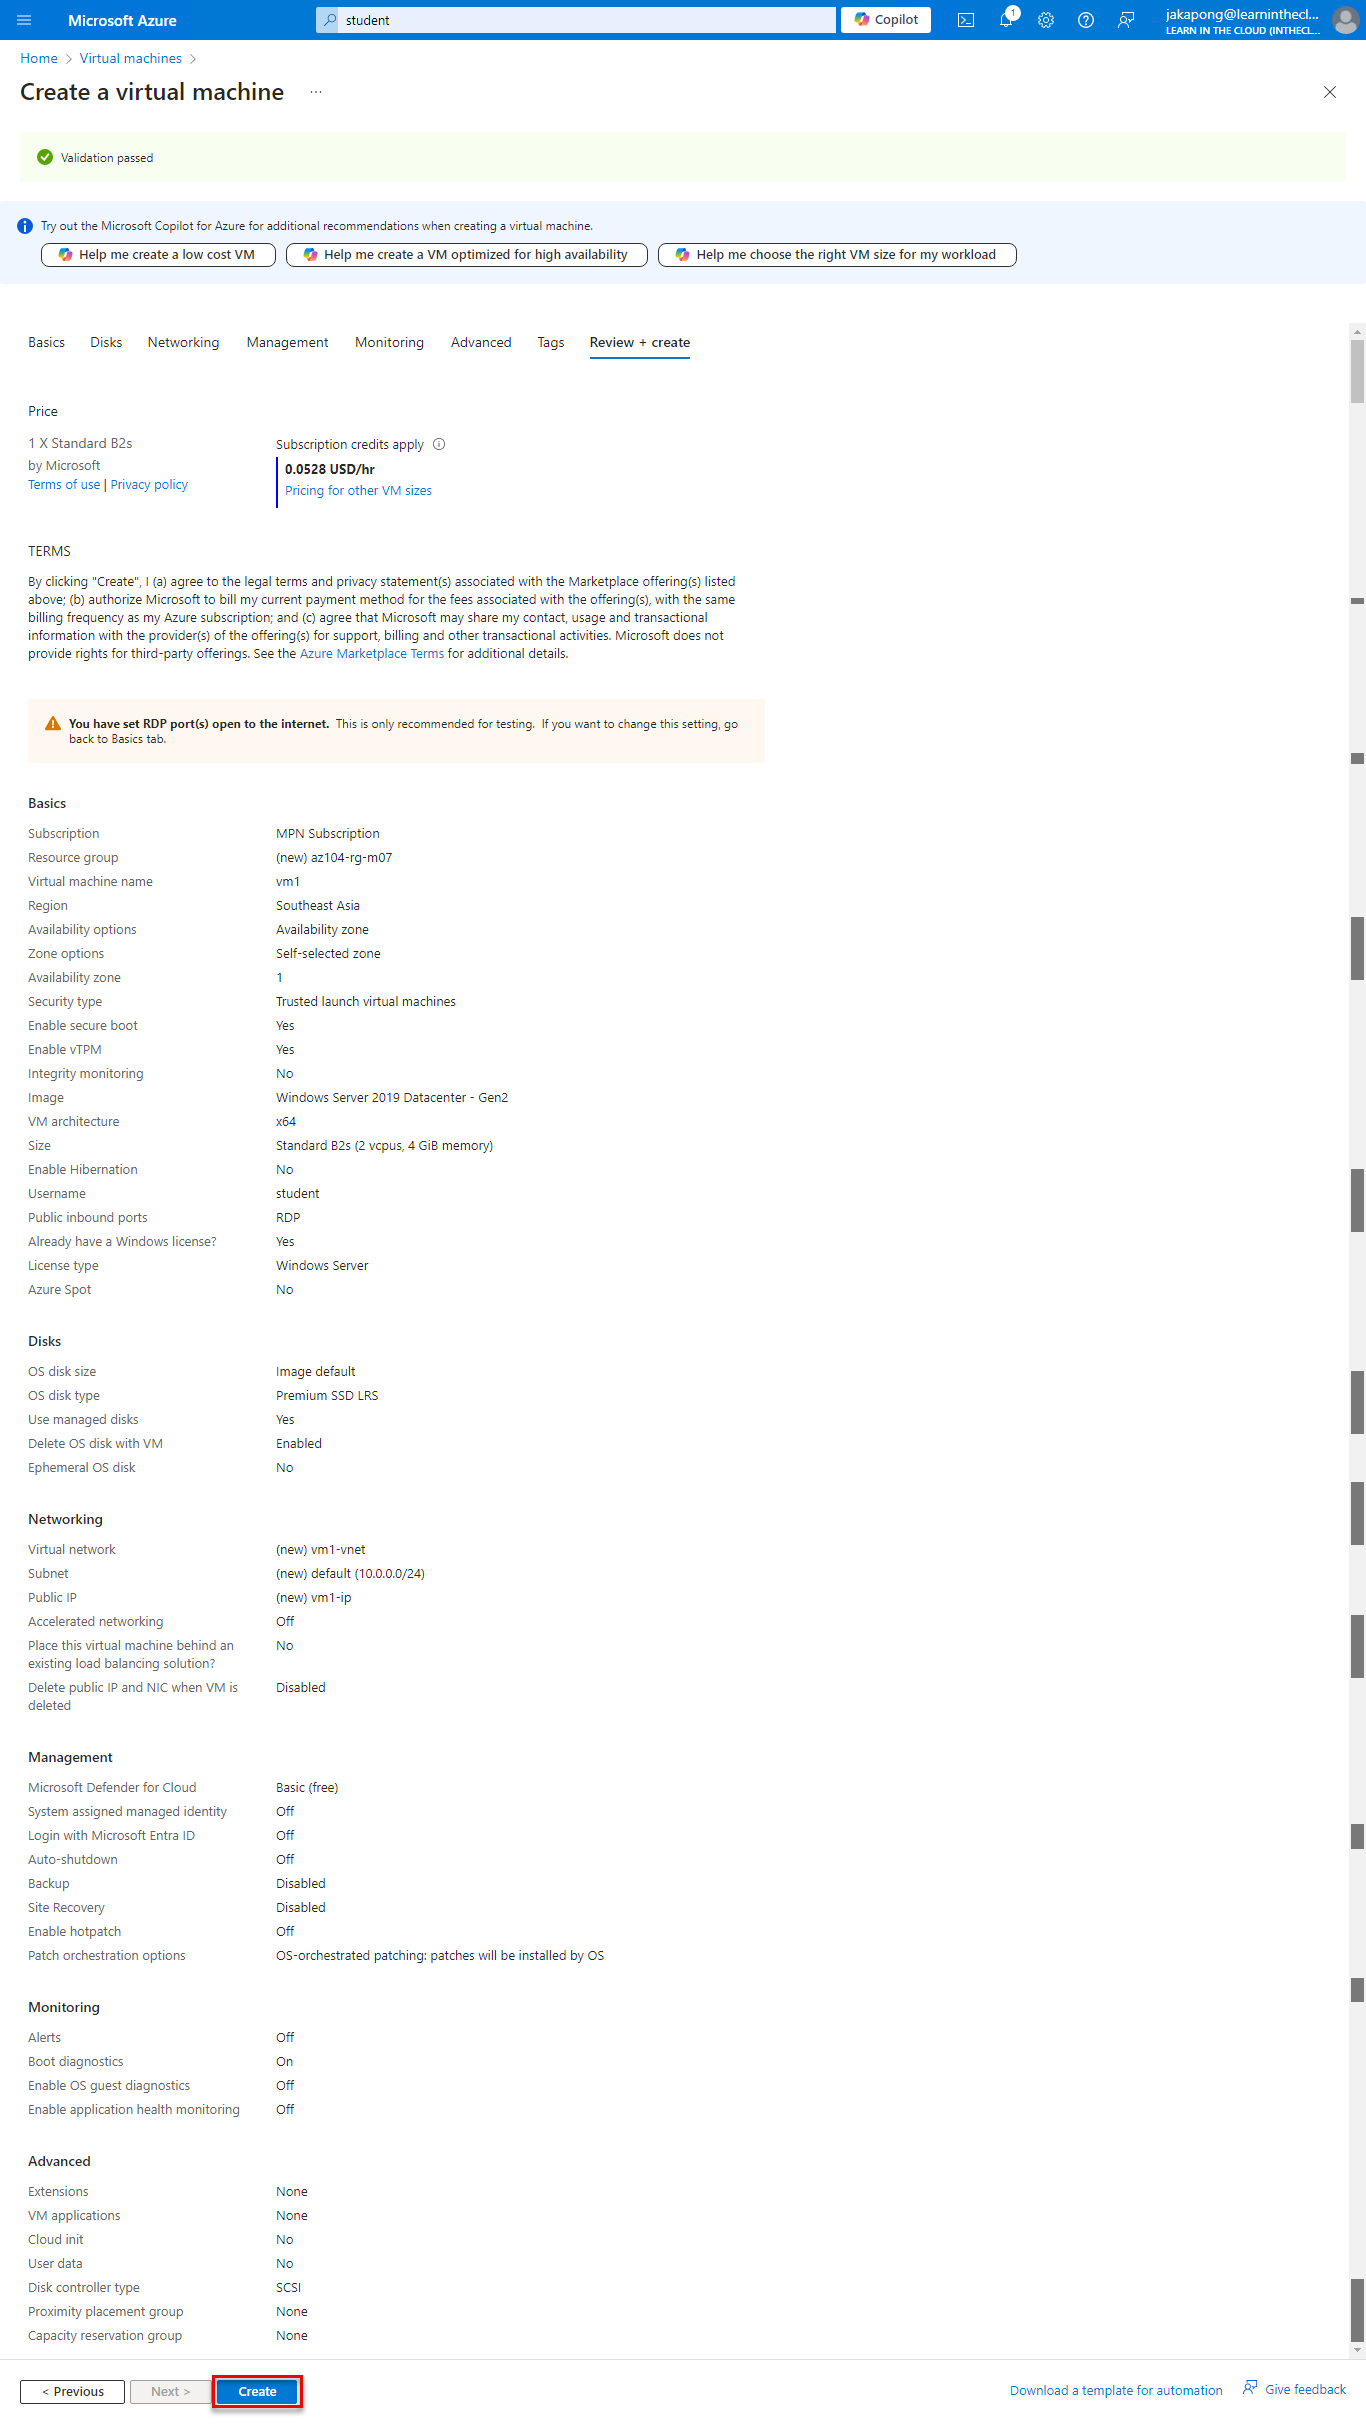 Microsoft Azure
student
Copilot
1
jakapong@learninthecl...
LEARN IN THE CLOUD (INTHECL...
Home > Virtual machines >
Create a virtual machine ...
Validation passed
Try out the Microsoft Copilot for Azure for additional recommendations when creating a virtual machine.
Help me create a low cost VM
Help me create a VM optimized for high availability
Help me choose the right VM size for my workload
Basics Disks Networking Management Monitoring Advanced Tags Review + create
Price
1 X Standard B2s
by Microsoft
Terms of use | Privacy policy
Subscription credits apply
0.0528 USD/hr
Pricing for other VM sizes
TERMS
By clicking "Create", I (a) agree to the legal terms and privacy statement(s) associated with the Marketplace offering(s) listed
above; (b) authorize Microsoft to bill my current payment method for the fees associated with the offering(s), with the same
billing frequency as my Azure subscription; and (c) agree that Microsoft may share my contact, usage and transactional
information with the provider(s) of the offering(s) for support, billing and other transactional activities. Microsoft does not
provide rights for third-party offerings. See the Azure Marketplace Terms for additional details.
You have set RDP port(s) open to the internet. This is only recommended for testing. If you want to change this setting, go
back to Basics tab.
Basics
Subscription MPN Subscription
Resource group (new) az104-rg-m07
Virtual machine name vm1
Region Southeast Asia
Availability options Availability zone
Zone options Self-selected zone
Availability zone 1
Security type Trusted launch virtual machines
Enable secure boot Yes
Enable vTPM Yes
Integrity monitoring No
Image Windows Server 2019 Datacenter - Gen2
VM architecture x64
Size Standard B2s (2 vcpus, 4 GiB memory)
Enable Hibernation No
Username student
Public inbound ports RDP
Already have a Windows license? Yes
License type Windows Server
Azure Spot No
Disks
OS disk size Image default
OS disk type Premium SSD LRS
Use managed disks Yes
Delete OS disk with VM Enabled
Ephemeral OS disk No
Networking
Virtual network (new) vm1-vnet
Subnet (new) default (10.0.0.0/24)
Public IP (new) vm1-ip
Accelerated networking Off
Place this virtual machine behind an No
existing load balancing solution?
Delete public IP and NIC when VM is Disabled
deleted
Management
Microsoft Defender for Cloud Basic (free)
System assigned managed identity Off
Login with Microsoft Entra ID Off
Auto-shutdown Off
Backup Disabled
Site Recovery Disabled
Enable hotpatch Off
Patch orchestration options OS-orchestrated patching: patches will be installed by OS
Monitoring
Alerts Off
Boot diagnostics On
Enable OS guest diagnostics Off
Enable application health monitoring Off
Advanced
Extensions None
VM applications None
Cloud init No
User data No
Disk controller type SCSI
Proximity placement group None
Capacity reservation group None
< Previous
Next >
Create
Download a template for automation
Give feedback